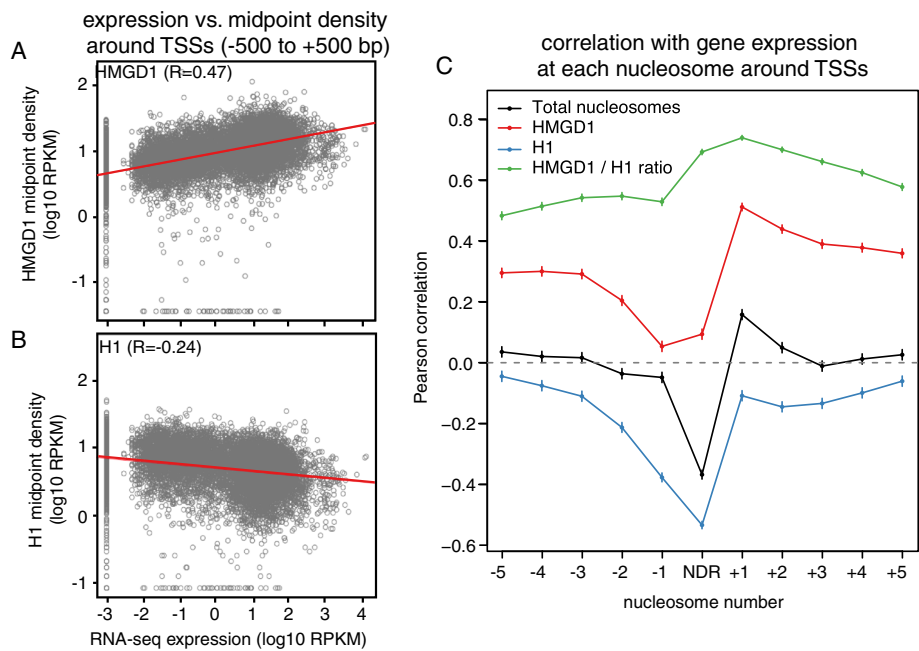 expression vs. midpoint density
around TSSs (-500 to +500 bp)
A
HMGD1 (R=0.47)
HMGD1 midpoint density
(log10 RPKM)
2
1
0
-1
B
H1 (R=-0.24)
H1 midpoint density
(log10 RPKM)
2
1
0
-1
-3 -2 -1 0 1 2 3 4
RNA-seq expression (log10 RPKM)
C
correlation with gene expression
at each nucleosome around TSSs
Total nucleosomes
HMGD1
H1
HMGD1 / H1 ratio
Pearson correlation
0.8
0.6
0.4
0.2
0.0
−0.2
−0.4
−0.6
-5 -4 -3 -2 -1 NDR +1 +2 +3 +4 +5
nucleosome number